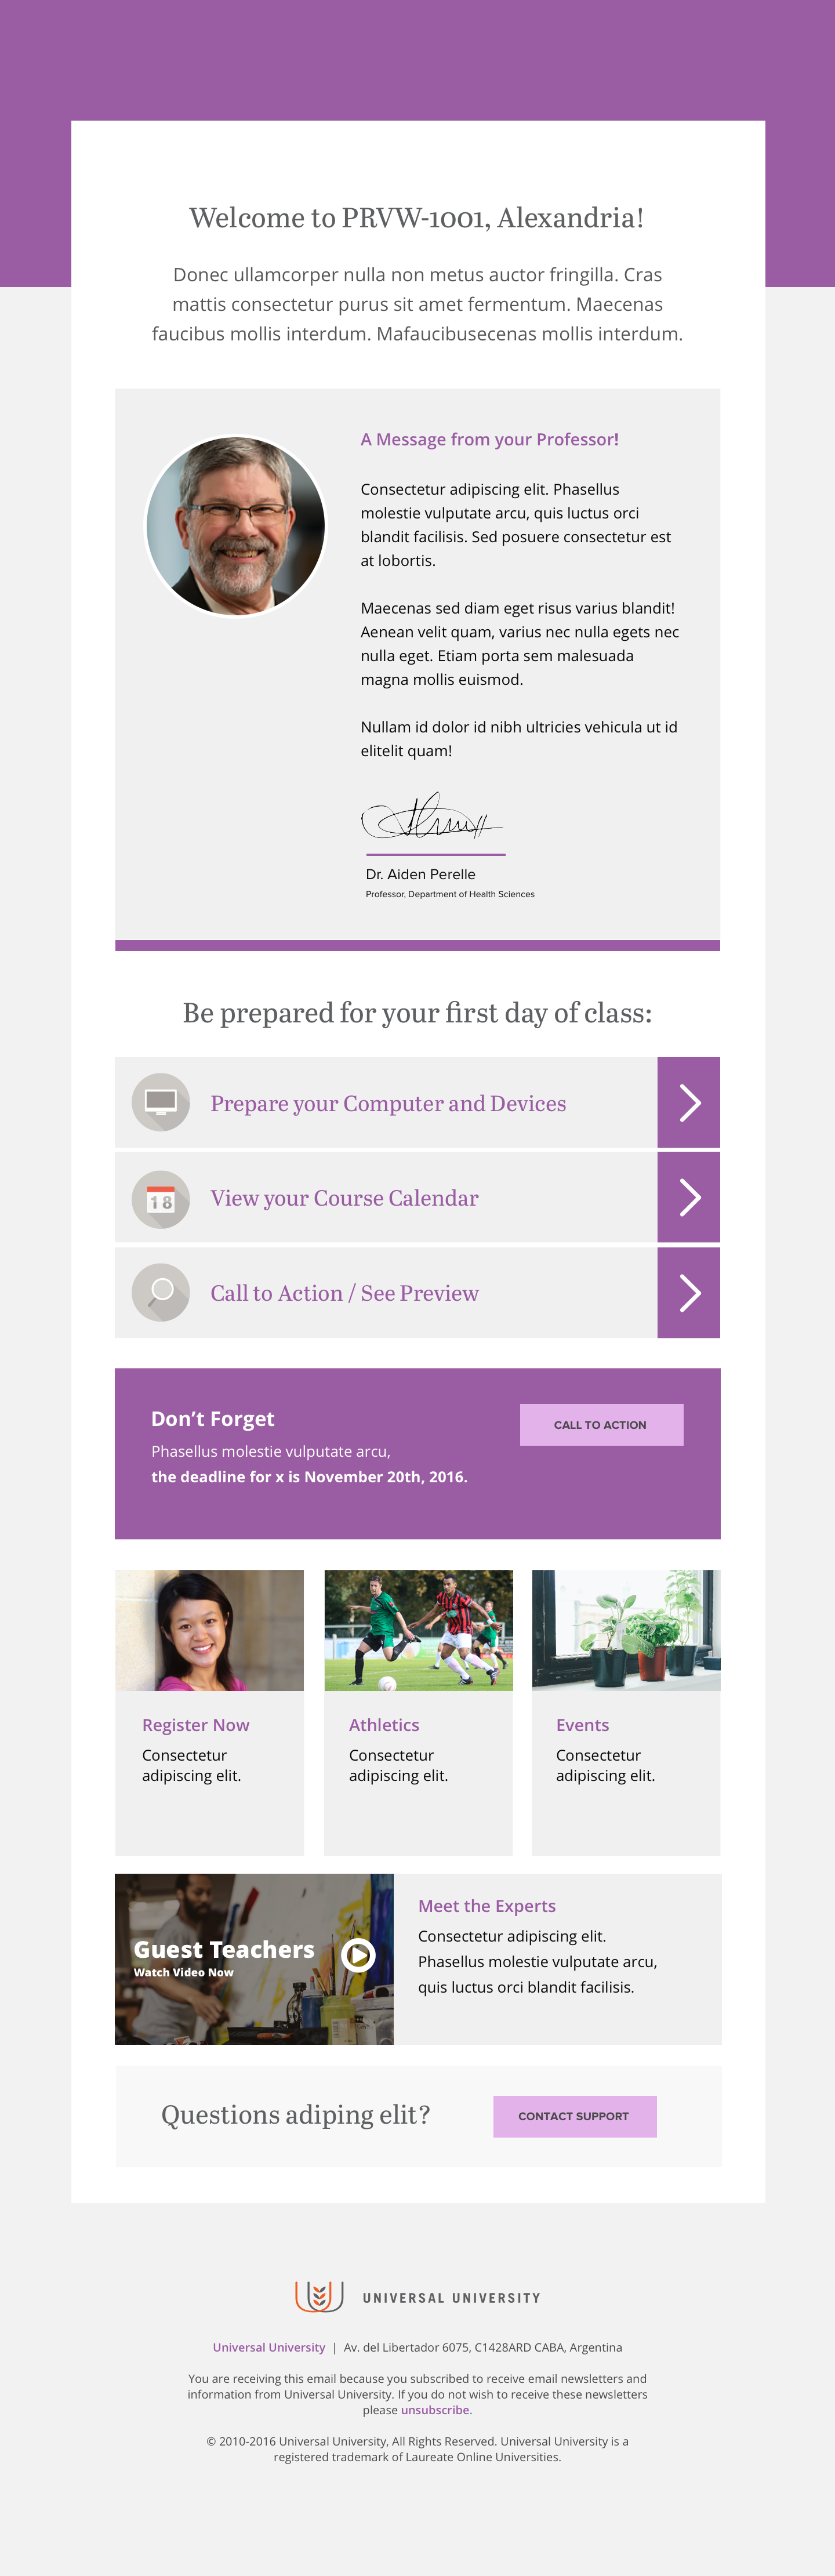 Welcome to PRVW-1001, Alexandria!
Donec ullamcorper nulla non metus auctor fringilla. Cras
mattis consectetur purus sit amet fermentum. Maecenas
faucibus mollis interdum. Mafaucibusecenas mollis interdum.
A Message from your Professor!
Consectetur adipiscing elit. Phasellus
molestie vulputate arcu, quis luctus orci
blandit facilisis. Sed posuere consectetur est
at lobortis.
Maecenas sed diam eget risus varius blandit!
Aenean velit quam, varius nec nulla egets nec
nulla eget. Etiam porta sem malesuada
magna mollis euismod.
Nullam id dolor id nibh ultricies vehicula ut id
elitelit quam!
Dr. Aiden Perelle
Professor, Department of Health Sciences
Be prepared for your first day of class:
Prepare your Computer and Devices
18
View your Course Calendar
Call to Action / See Preview
Don’t Forget
Phasellus molestie vulputate arcu,
the deadline for x is November 20th, 2016.
CALL TO ACTION
Register Now
Consectetur
adipiscing elit.
Athletics
Consectetur
adipiscing elit.
Events
Consectetur
adipiscing elit.
Guest Teachers
Watch Video Now
Meet the Experts
Consectetur adipiscing elit.
Phasellus molestie vulputate arcu,
quis luctus orci blandit facilisis.
Questions adiping elit?
CONTACT SUPPORT
UNIVERSAL UNIVERSITY
Universal University | Av. del Libertador 6075, C1428ARD CABA, Argentina
You are receiving this email because you subscribed to receive email newsletters and
information from Universal University. If you do not wish to receive these newsletters
please unsubscribe.
© 2010-2016 Universal University, All Rights Reserved. Universal University is a
registered trademark of Laureate Online Universities.